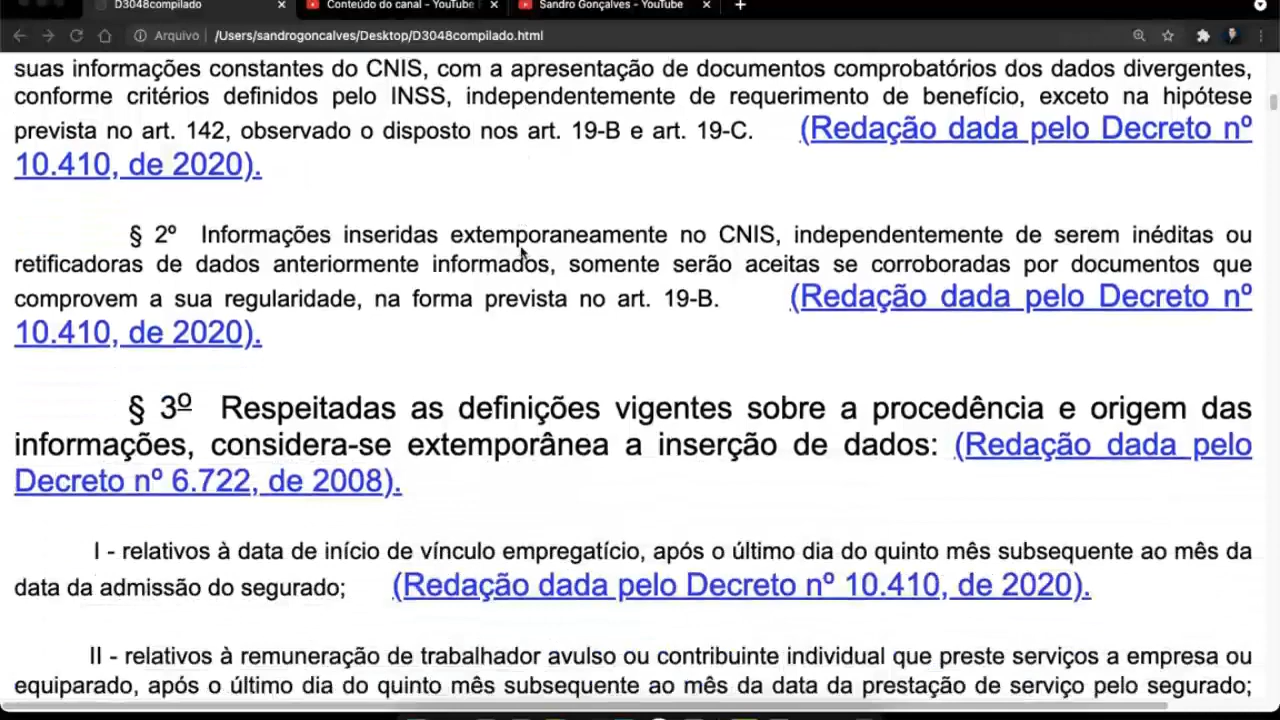 D3048compilado
Conteúdo do canal - YouTube
Sandro Gonçalves - YouTube
Arquivo /Users/sandrogoncalves/Desktop/D3048compilado.html
suas informações constantes do CNIS, com a apresentação de documentos comprobatórios dos dados divergentes,
conforme critérios definidos pelo INSS, independentemente de requerimento de benefício, exceto na hipótese
prevista no art. 142, observado o disposto nos art. 19-B e art. 19-C. (Redação dada pelo Decreto nº
10.410, de 2020).
§ 2º Informações inseridas extemporaneamente no CNIS, independentemente de serem inéditas ou
retificadoras de dados anteriormente informados, somente serão aceitas se corroboradas por documentos que
comprovem a sua regularidade, na forma prevista no art. 19-B. (Redação dada pelo Decreto nº
10.410, de 2020).
§ 3º Respeitadas as definições vigentes sobre a procedência e origem das
informações, considera-se extemporânea a inserção de dados: (Redação dada pelo
Decreto nº 6.722, de 2008).
I - relativos à data de início de vínculo empregatício, após o último dia do quinto mês subsequente ao mês da
data da admissão do segurado; (Redação dada pelo Decreto nº 10.410, de 2020).
II - relativos à remuneração de trabalhador avulso ou contribuinte individual que preste serviços a empresa ou
equiparado, após o último dia do quinto mês subsequente ao mês da data da prestação de serviço pelo segurado;